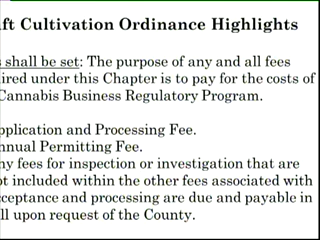 ft Cultivation Ordinance Highlights
s shall be set: The purpose of any and all fees
ired under this Chapter is to pay for the costs of
Cannabis Business Regulatory Program.
pplication and Processing Fee.
nnual Permitting Fee.
ny fees for inspection or investigation that are
ot included within the other fees associated with
cceptance and processing are due and payable in
ll upon request of the County.